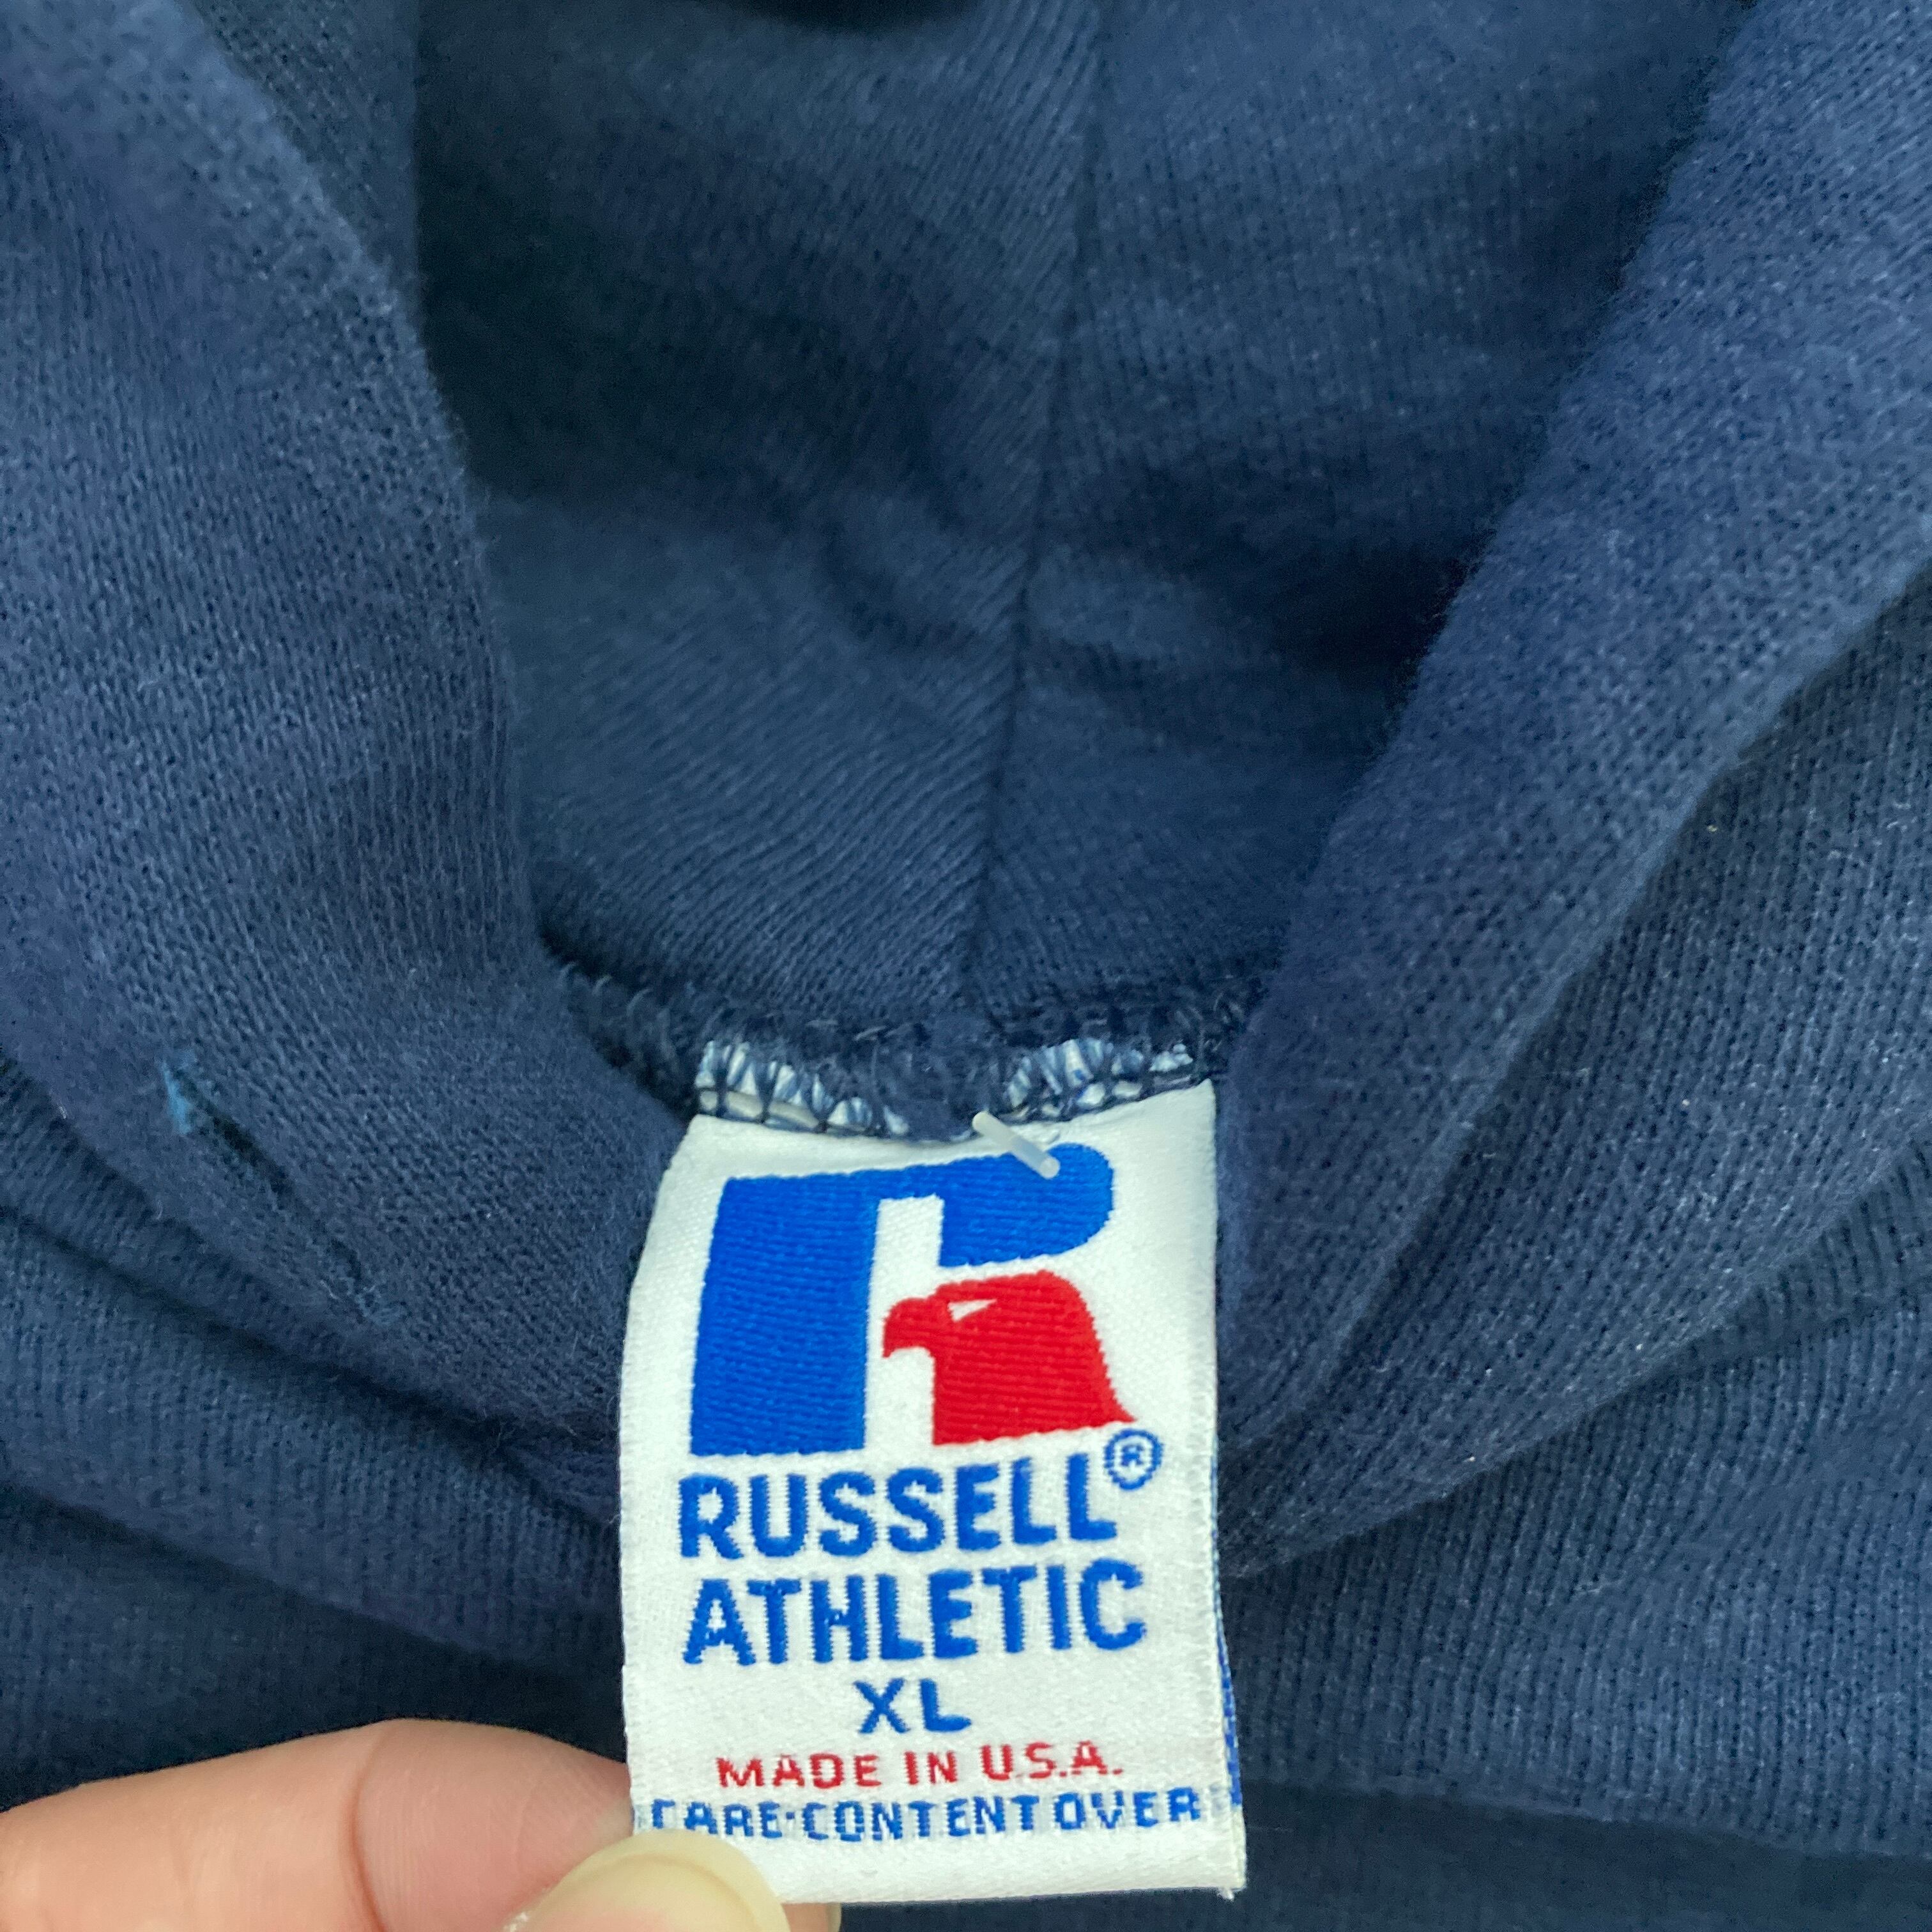 RUSSELL®
ATHLETIC
XL
MADE IN U.S.A.
CARE·CONTENT OVER